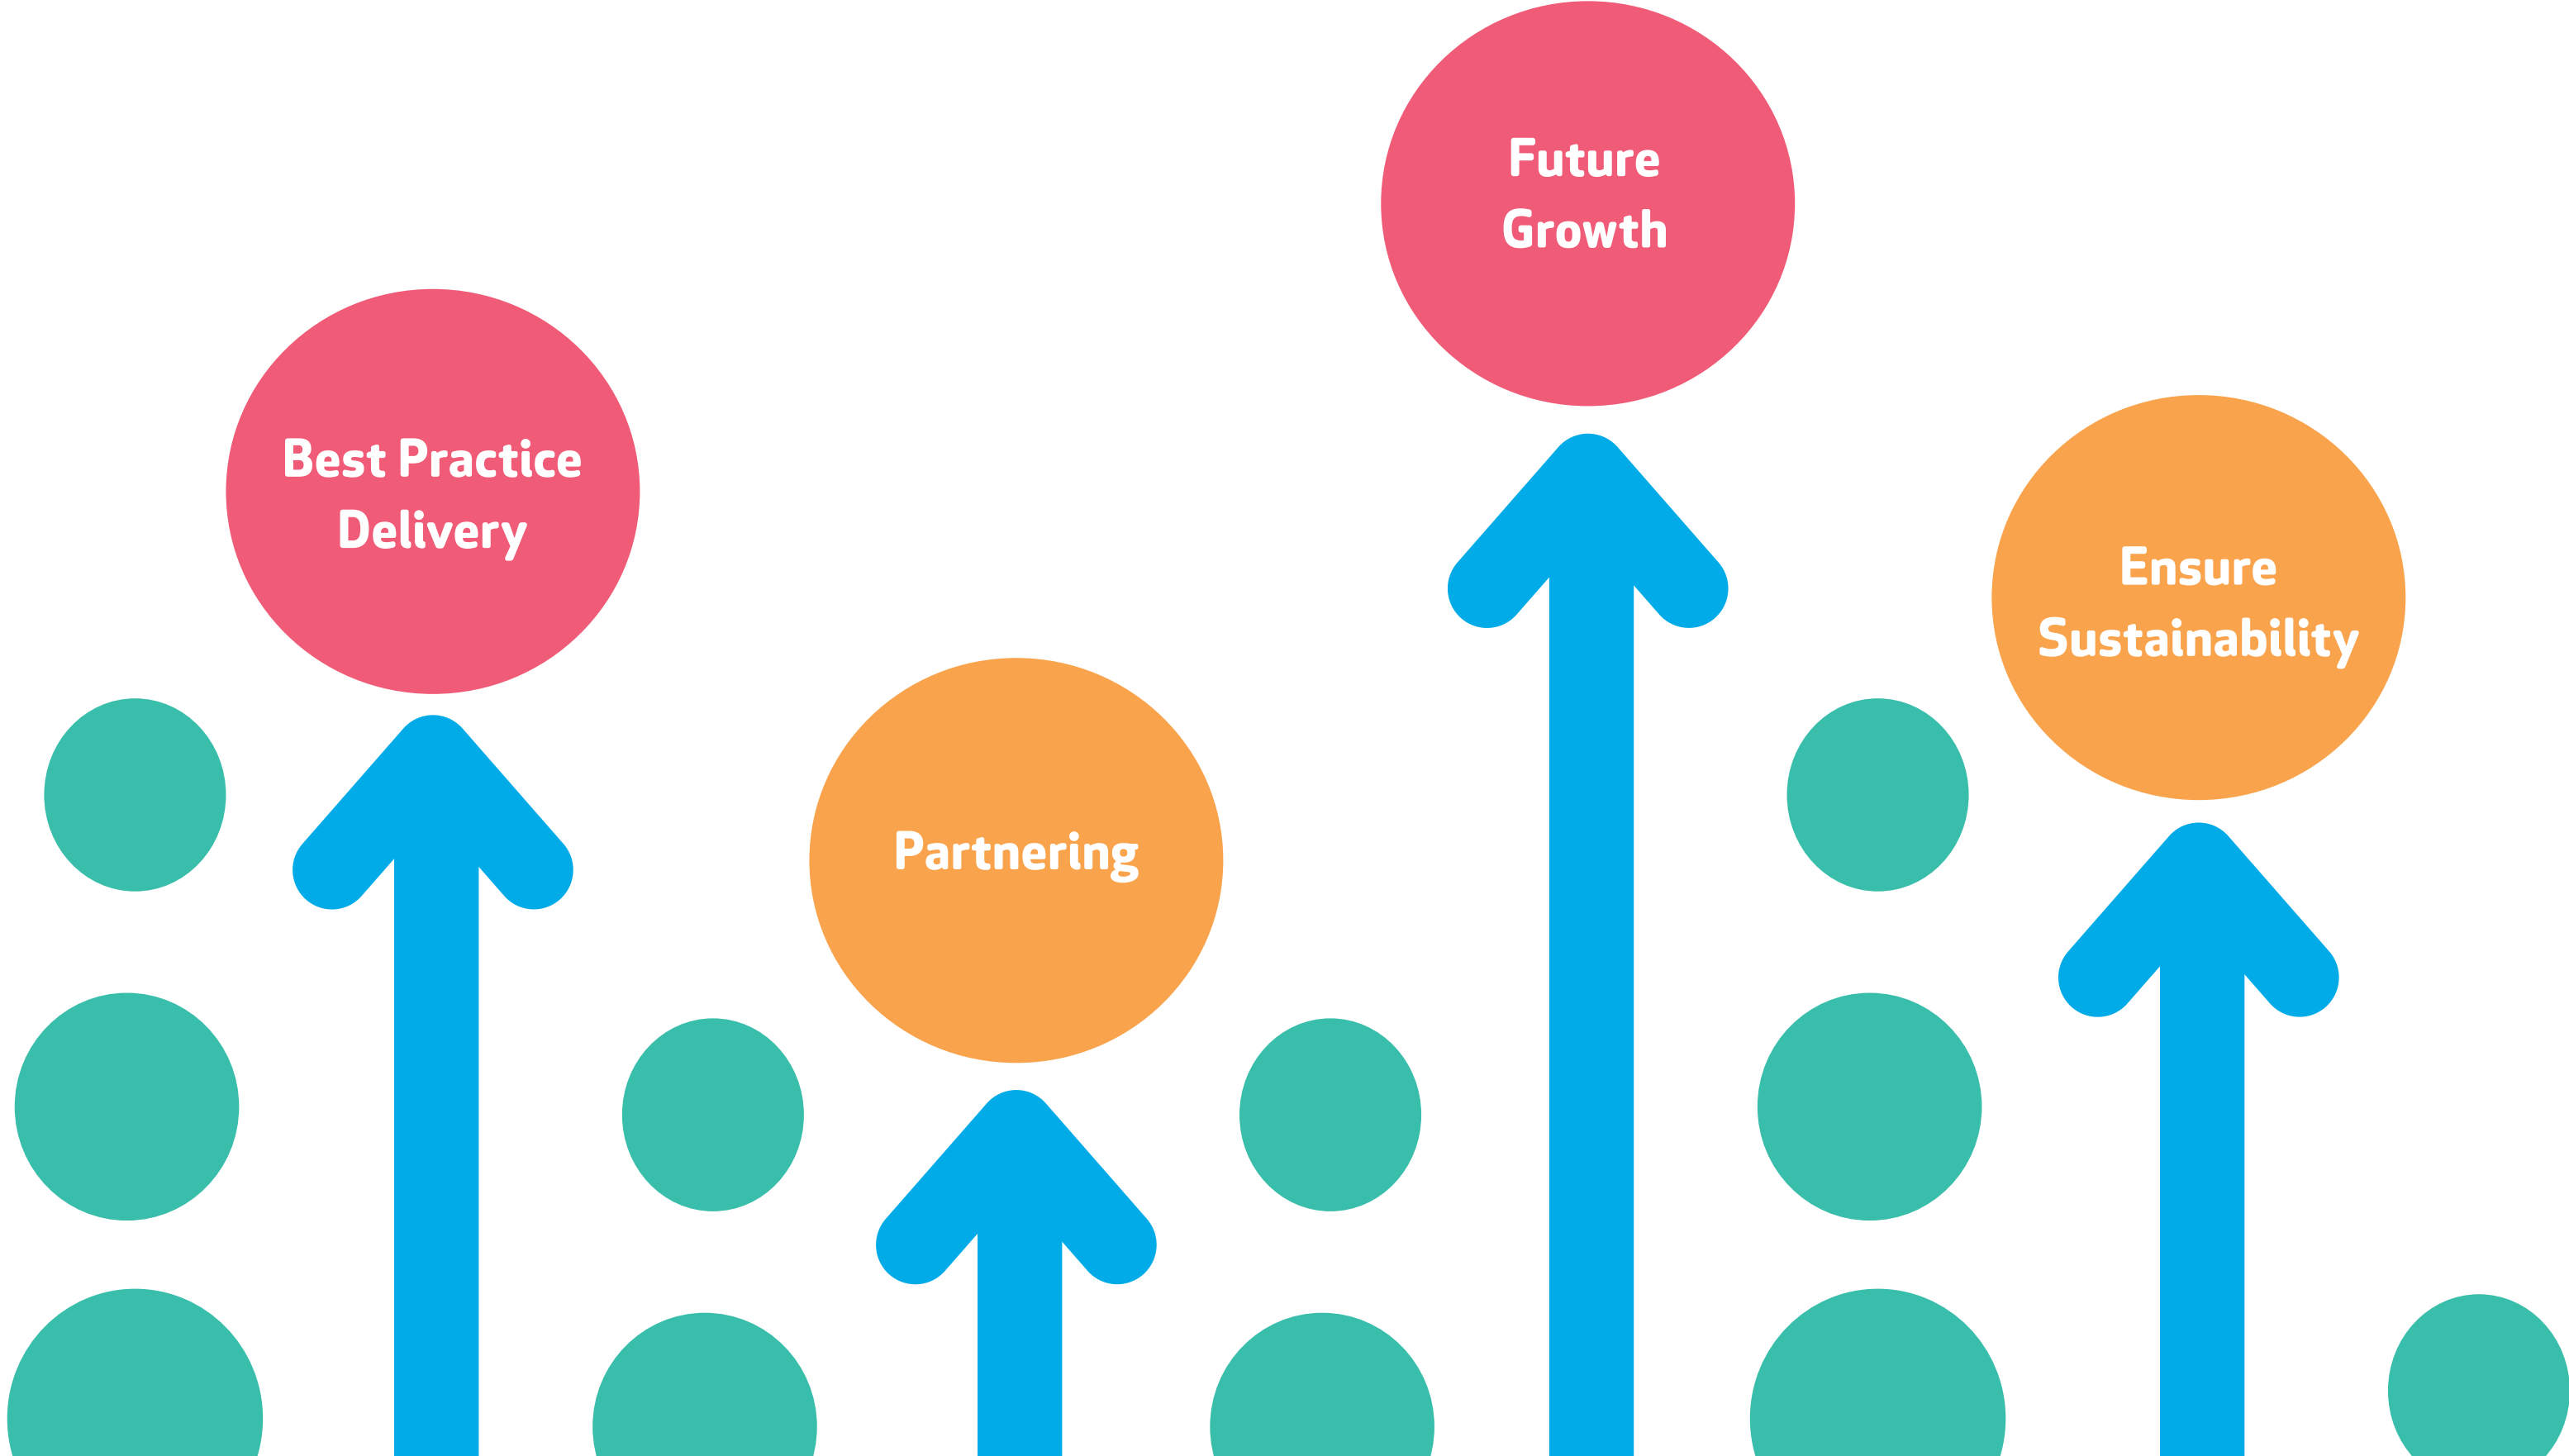 Best Practice
Delivery
Partnering
Future
Growth
Ensure
Sustainability